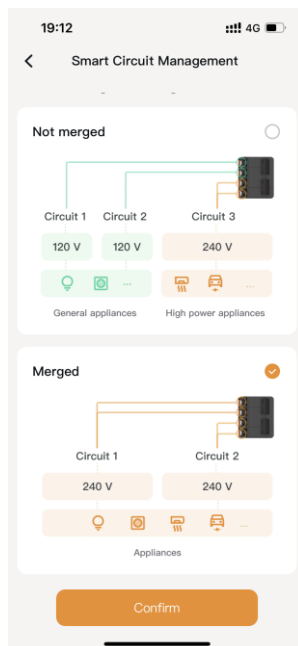 19:12 4G
Smart Circuit Management
Not merged
Circuit 1 Circuit 2 Circuit 3
120 V 120 V 240 V
... ...
General appliances High power appliances
Merged
Circuit 1 Circuit 2
240 V 240 V
...
Appliances
Confirm